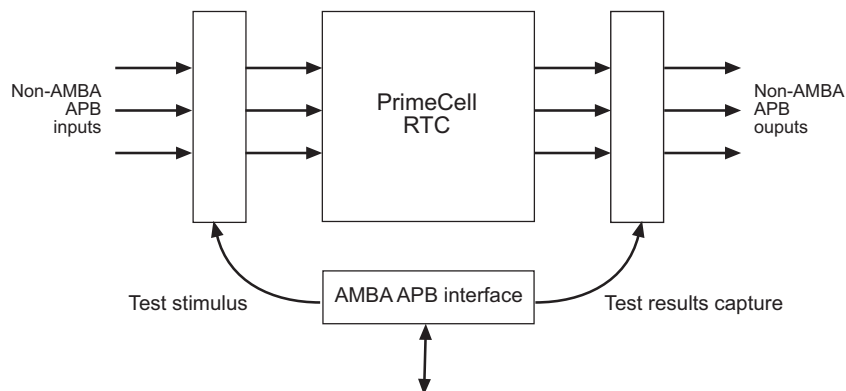 Non-AMBA
APB
inputs
PrimeCell
RTC
Non-AMBA
APB
ouputs
Test stimulus
AMBA APB interface
Test results capture